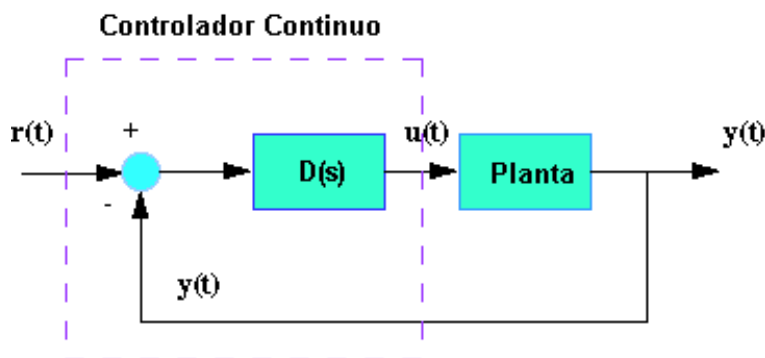 Controlador Continuo
r(t)
+
u(t)
y(t)
D(s)
Planta
-
y(t)